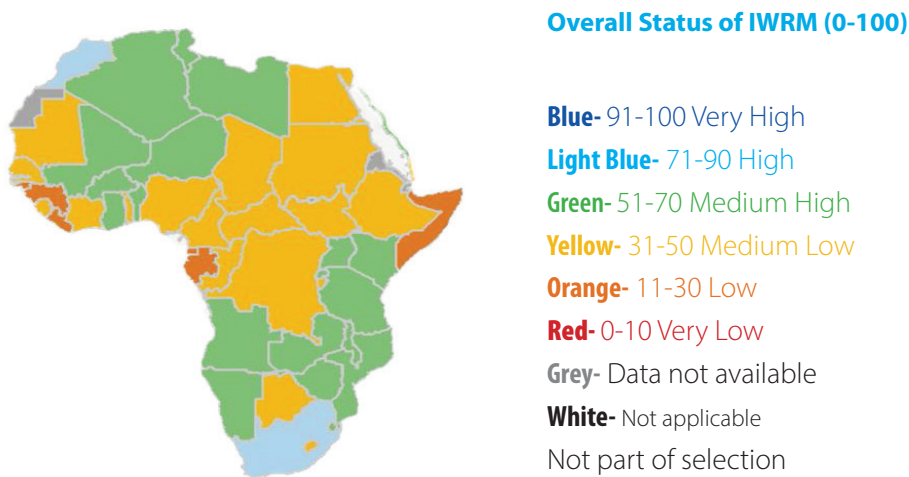 Overall Status of IWRM (0-100)
Blue- 91-100 Very High
Light Blue- 71-90 High
Green- 51-70 Medium High
Yellow- 31-50 Medium Low
Orange- 11-30 Low
Red- 0-10 Very Low
Grey- Data not available
White- Not applicable
Not part of selection